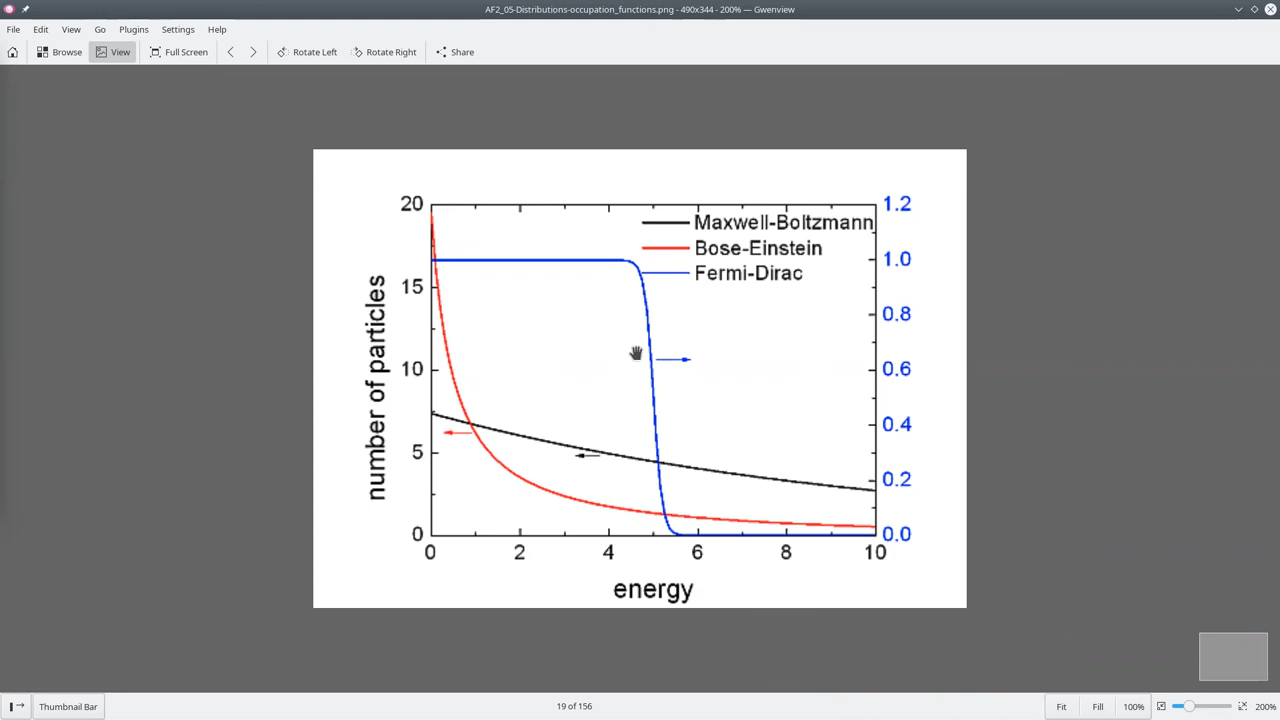 AF2_05-Distributions-occupation_functions.png - 490x344 - 200% — Gwenview
File Edit View Go Plugins Settings Help
Browse View Full Screen Rotate Left Rotate Right Share
20
15
10
5
0
number of particles
Maxwell-Boltzmann
Bose-Einstein
Fermi-Dirac
1.2
1.0
0.8
0.6
0.4
0.2
0.0
0 2 4 6 8 10
energy
Thumbnail Bar 19 of 156 Fit Fill 100% 200%